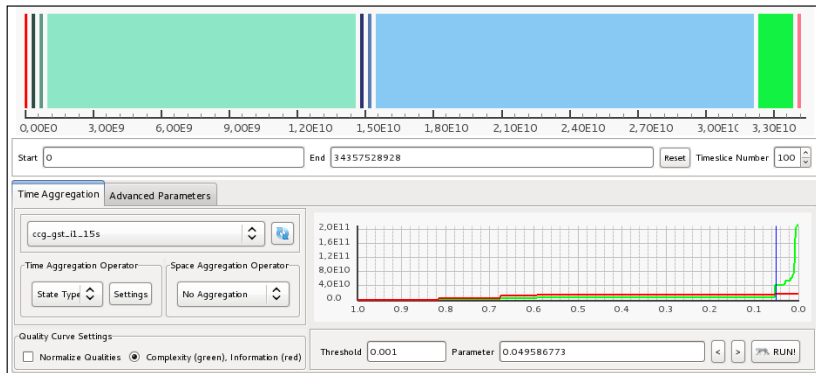 0,00E0 3,00E9 6,00E9 9,00E9 1,20E10 1,50E10 1,80E10 2,10E10 2,40E10 2,70E10 3,00E1( 3,30E10
Start 0 End 34357528928 Reset Timeslice Number 100
Time Aggregation Advanced Parameters
ccg_gst_i1_15s
Time Aggregation Operator Space Aggregation Operator
State Type Settings No Aggregation
Quality Curve Settings
Normalize Qualities Complexity (green), Information (red)
2,0E11
1,6E11
1,2E11
8,0E10
4,0E10
0.0
1.0 0.9 0.8 0.7 0.6 0.5 0.4 0.3 0.2 0.1 0.0
Threshold 0.001 Parameter 0.049586773 < > RUN!